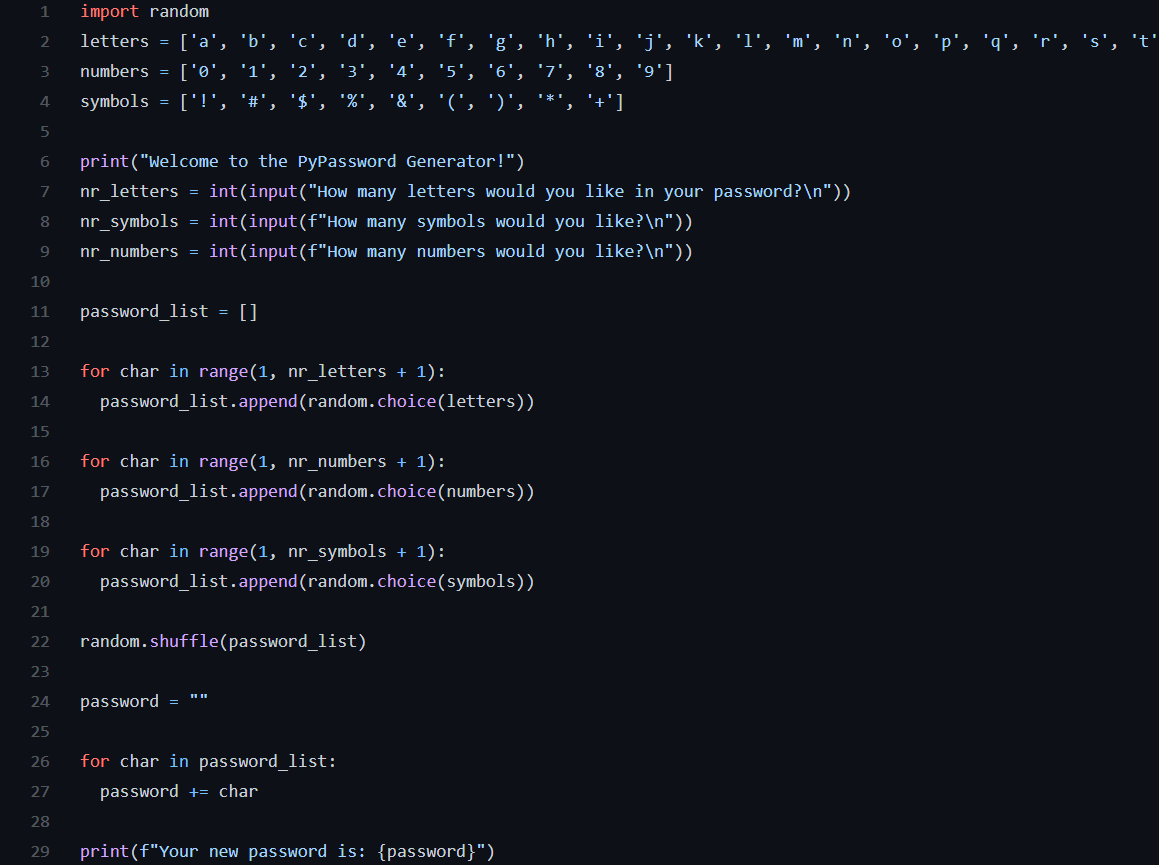 1 import random
2 letters = ['a', 'b', 'c', 'd', 'e', 'f', 'g', 'h', 'i', 'j', 'k', 'l', 'm', 'n', 'o', 'p', 'q', 'r', 's', 't'
3 numbers = ['0', '1', '2', '3', '4', '5', '6', '7', '8', '9']
4 symbols = ['!', '#', '$', '%', '&', '(', ')', '*', '+']
5
6 print("Welcome to the PyPassword Generator!")
7 nr_letters = int(input("How many letters would you like in your password?\n"))
8 nr_symbols = int(input(f"How many symbols would you like?\n"))
9 nr_numbers = int(input(f"How many numbers would you like?\n"))
10
11 password_list = []
12
13 for char in range(1, nr_letters + 1):
14   password_list.append(random.choice(letters))
15
16 for char in range(1, nr_numbers + 1):
17   password_list.append(random.choice(numbers))
18
19 for char in range(1, nr_symbols + 1):
20   password_list.append(random.choice(symbols))
21
22 random.shuffle(password_list)
23
24 password = ""
25
26 for char in password_list:
27   password += char
28
29 print(f"Your new password is: {password}")